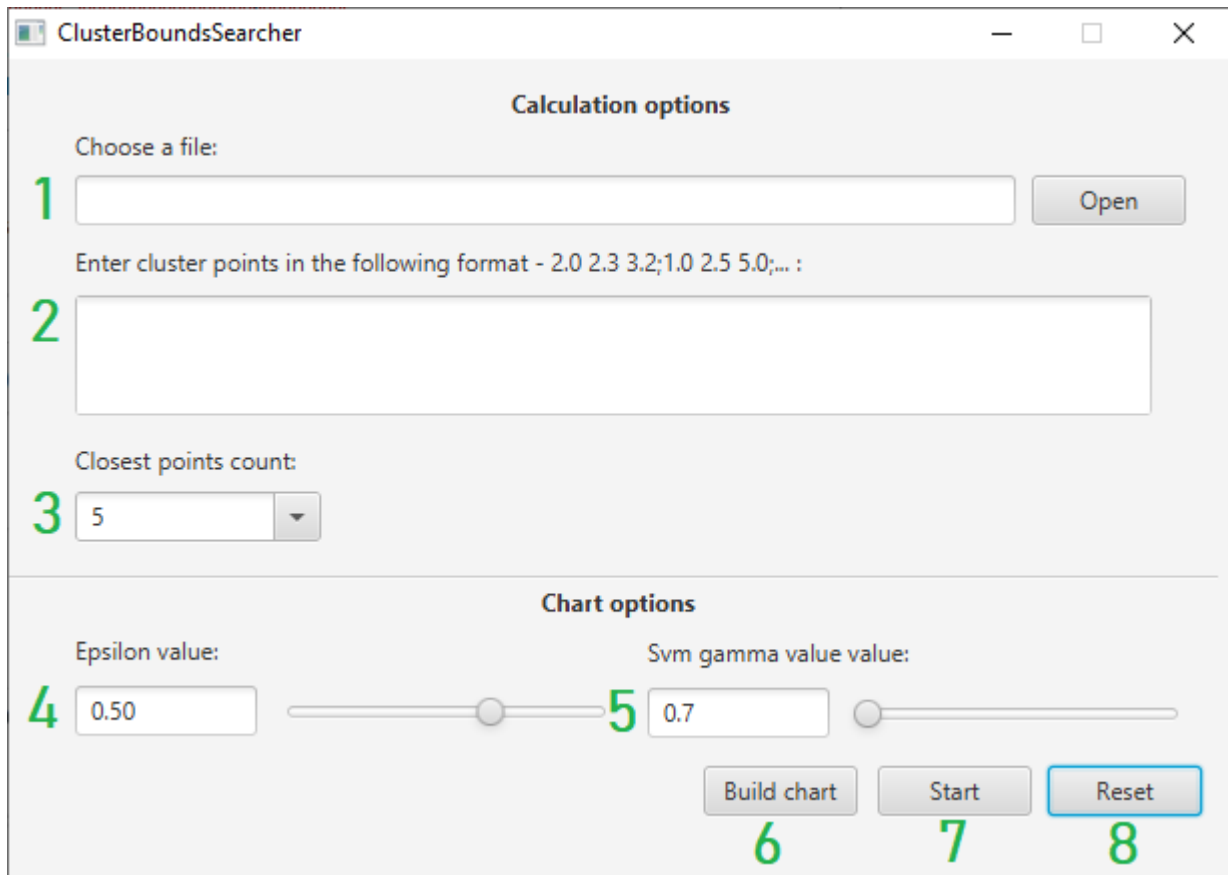 ClusterBoundsSearcher
Calculation options
Choose a file:
1 Open
Enter cluster points in the following format - 2.0 2.3 3.2;1.0 2.5 5.0;... :
2
Closest points count:
3 5
Chart options
Epsilon value: Svm gamma value value:
4 0.50 5 0.7
Build chart Start Reset
6 7 8